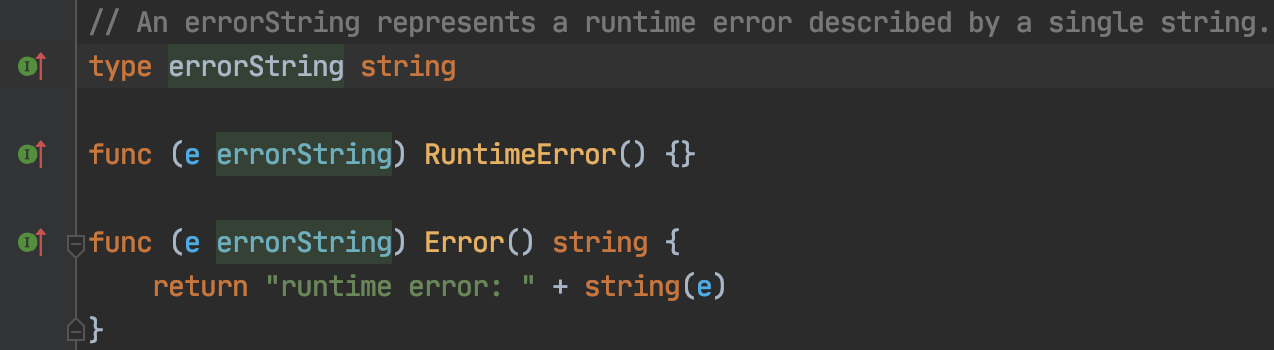 // An errorString represents a runtime error described by a single string.
type errorString string
func (e errorString) RuntimeError() {}
func (e errorString) Error() string {
return "runtime error: " + string(e)
}